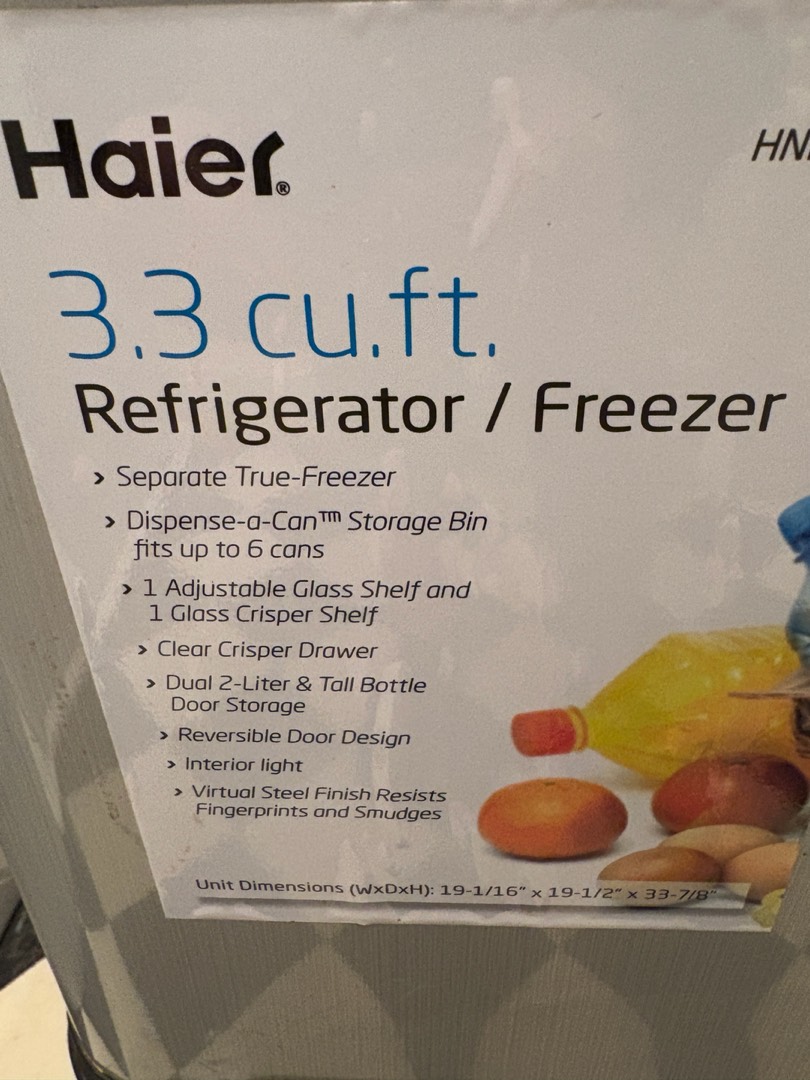 Haier®
HN
3.3 cu.ft.
Refrigerator / Freezer
› Separate True-Freezer
› Dispense-a-Can™ Storage Bin
fits up to 6 cans
› 1 Adjustable Glass Shelf and
1 Glass Crisper Shelf
› Clear Crisper Drawer
› Dual 2-Liter & Tall Bottle
Door Storage
› Reversible Door Design
› Interior light
› Virtual Steel Finish Resists
Fingerprints and Smudges
Unit Dimensions (WxDxH): 19-1/16" x 19-1/2" x 33-7/8"